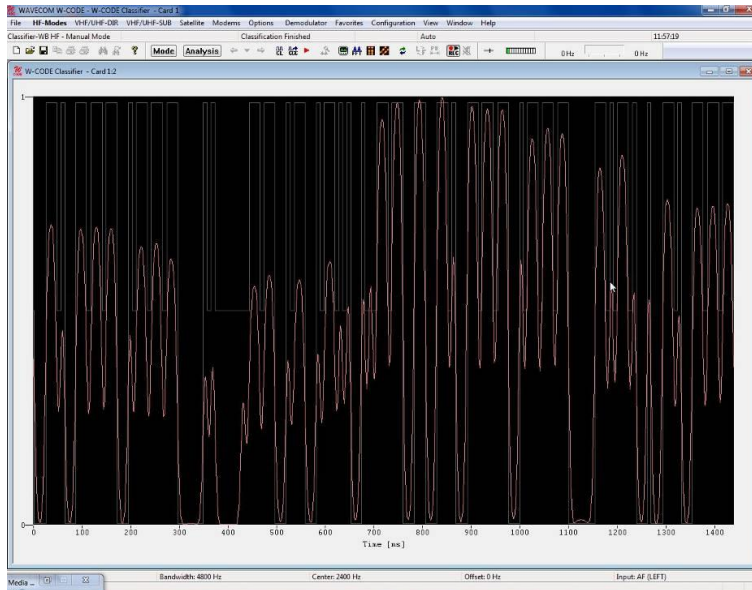 WAVECOM W-CODE - W-CODE Classifier - Card 1
File HF-Modes VHF/UHF-DIR VHF/UHF-SUB Satellite Modems Options Demodulator Favorites Configuration View Window Help
Classifier-WB HF - Manual Mode Classification Finished Auto 11:57:19
Mode Analysis 0 Hz 0 Hz
W-CODE Classifier - Card 1:2
1
0
0 100 200 300 400 500 600 700 800 900 1000 1100 1200 1300 1400
Time [ms]
Bandwidth: 4800 Hz Center: 2400 Hz Offset: 0 Hz Input: AF (LEFT)
Media ...